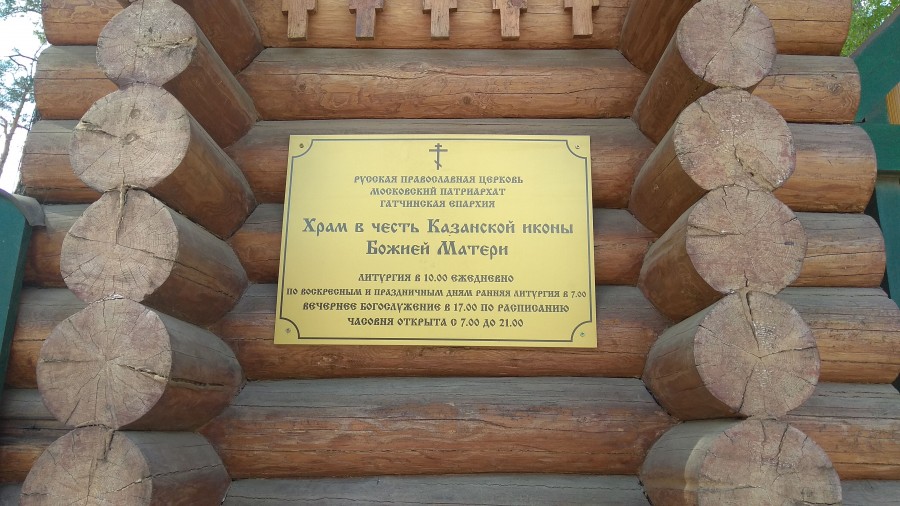 РУССКАЯ ПРАВОСЛАВНАЯ ЦЕРКОВЬ
МОСКОВСКИЙ ПАТРИАРХАТ
ГАТЧИНСКАЯ ЕПАРХИЯ
Храм в честь Казанской иконы
Божией Матери
ЛИТУРГИЯ В 10.00 ЕЖЕДНЕВНО
ПО ВОСКРЕСНЫМ И ПРАЗДНИЧНЫМ ДНЯМ РАННЯЯ ЛИТУРГИЯ В 7.00
ВЕЧЕРНЕЕ БОГОСЛУЖЕНИЕ В 17.00 ПО РАСПИСАНИЮ
ЧАСОВНЯ ОТКРЫТА С 7.00 ДО 21.00